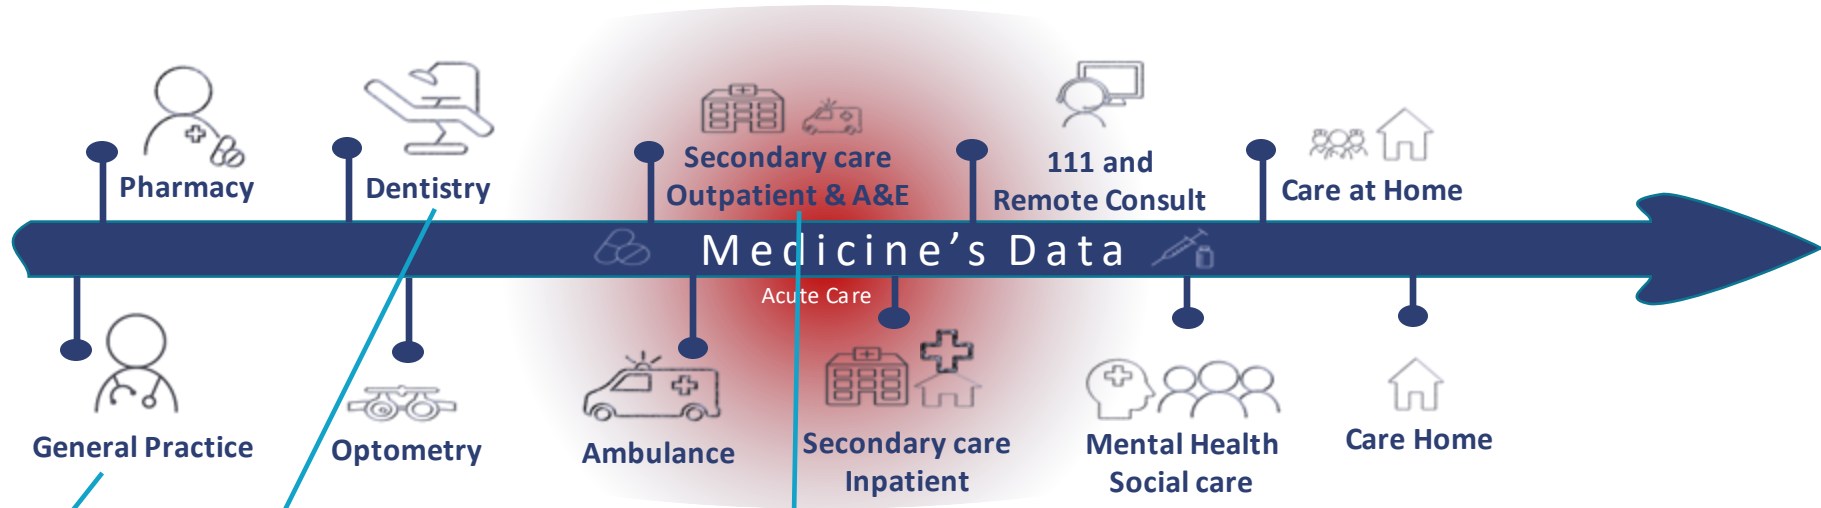 Pharmacy
Dentistry
Secondary care
Outpatient & A&E
111 and
Remote Consult
Care at Home
Medicine’s Data
Acute Care
General Practice
Optometry
Ambulance
Secondary care
Inpatient
Mental Health
Social care
Care Home